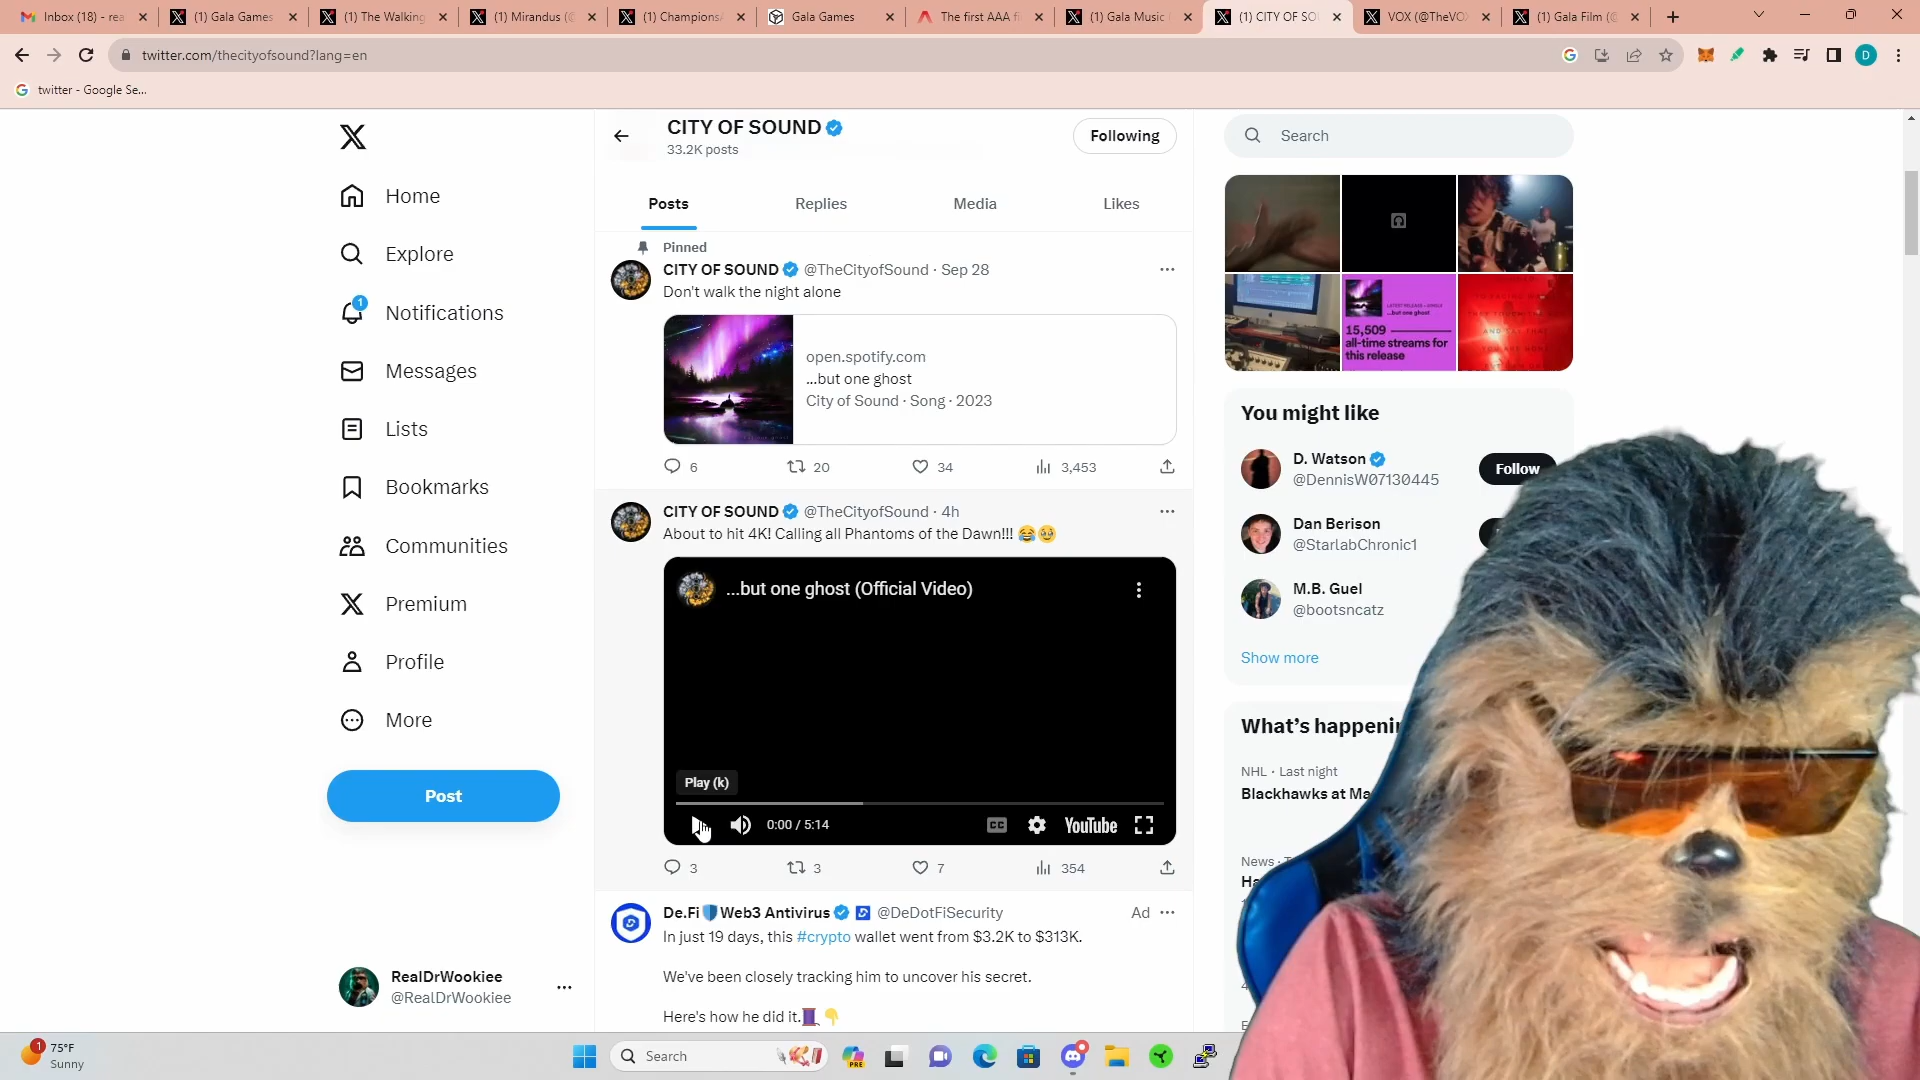 Inbox (18) - rea
(1) Gala Games
(1) The Walking
(1) Mirandus (@
(1) Champions
Gala Games
The first AAA fi
(1) Gala Music
(1) CITY OF SO
VOX (@TheVO
(1) Gala Film (@
twitter.com/thecityofsound?lang=en
D
twitter - Google Se...
CITY OF SOUND
33.2K posts
Following
Search
Home
Explore
1
Notifications
Messages
Lists
Bookmarks
Communities
Premium
Profile
More
Post
RealDrWookiee
@RealDrWookiee
Posts
Replies
Media
Likes
Pinned
CITY OF SOUND @TheCityofSound · Sep 28
Don't walk the night alone
open.spotify.com
...but one ghost
City of Sound · Song · 2023
6
20
34
3,453
CITY OF SOUND @TheCityofSound · 4h
About to hit 4K! Calling all Phantoms of the Dawn!!! 😂🥹
...but one ghost (Official Video)
Play (k)
0:00 / 5:14
CC
YouTube
3
3
7
354
De.Fi🛡️Web3 Antivirus @DeDotFiSecurity
Ad
In just 19 days, this #crypto wallet went from $3.2K to $313K.
We've been closely tracking him to uncover his secret.
Here's how he did it.🧵👇
...but one ghost
15,509
all-time streams for
this release
You might like
D. Watson
@DennisW07130445
Follow
Dan Berison
@StarlabChronic1
M.B. Guel
@bootsncatz
Show more
What's happenin
NHL · Last night
Blackhawks at Ma
News ·
Ha
75°F
Sunny
1
Search
PRE